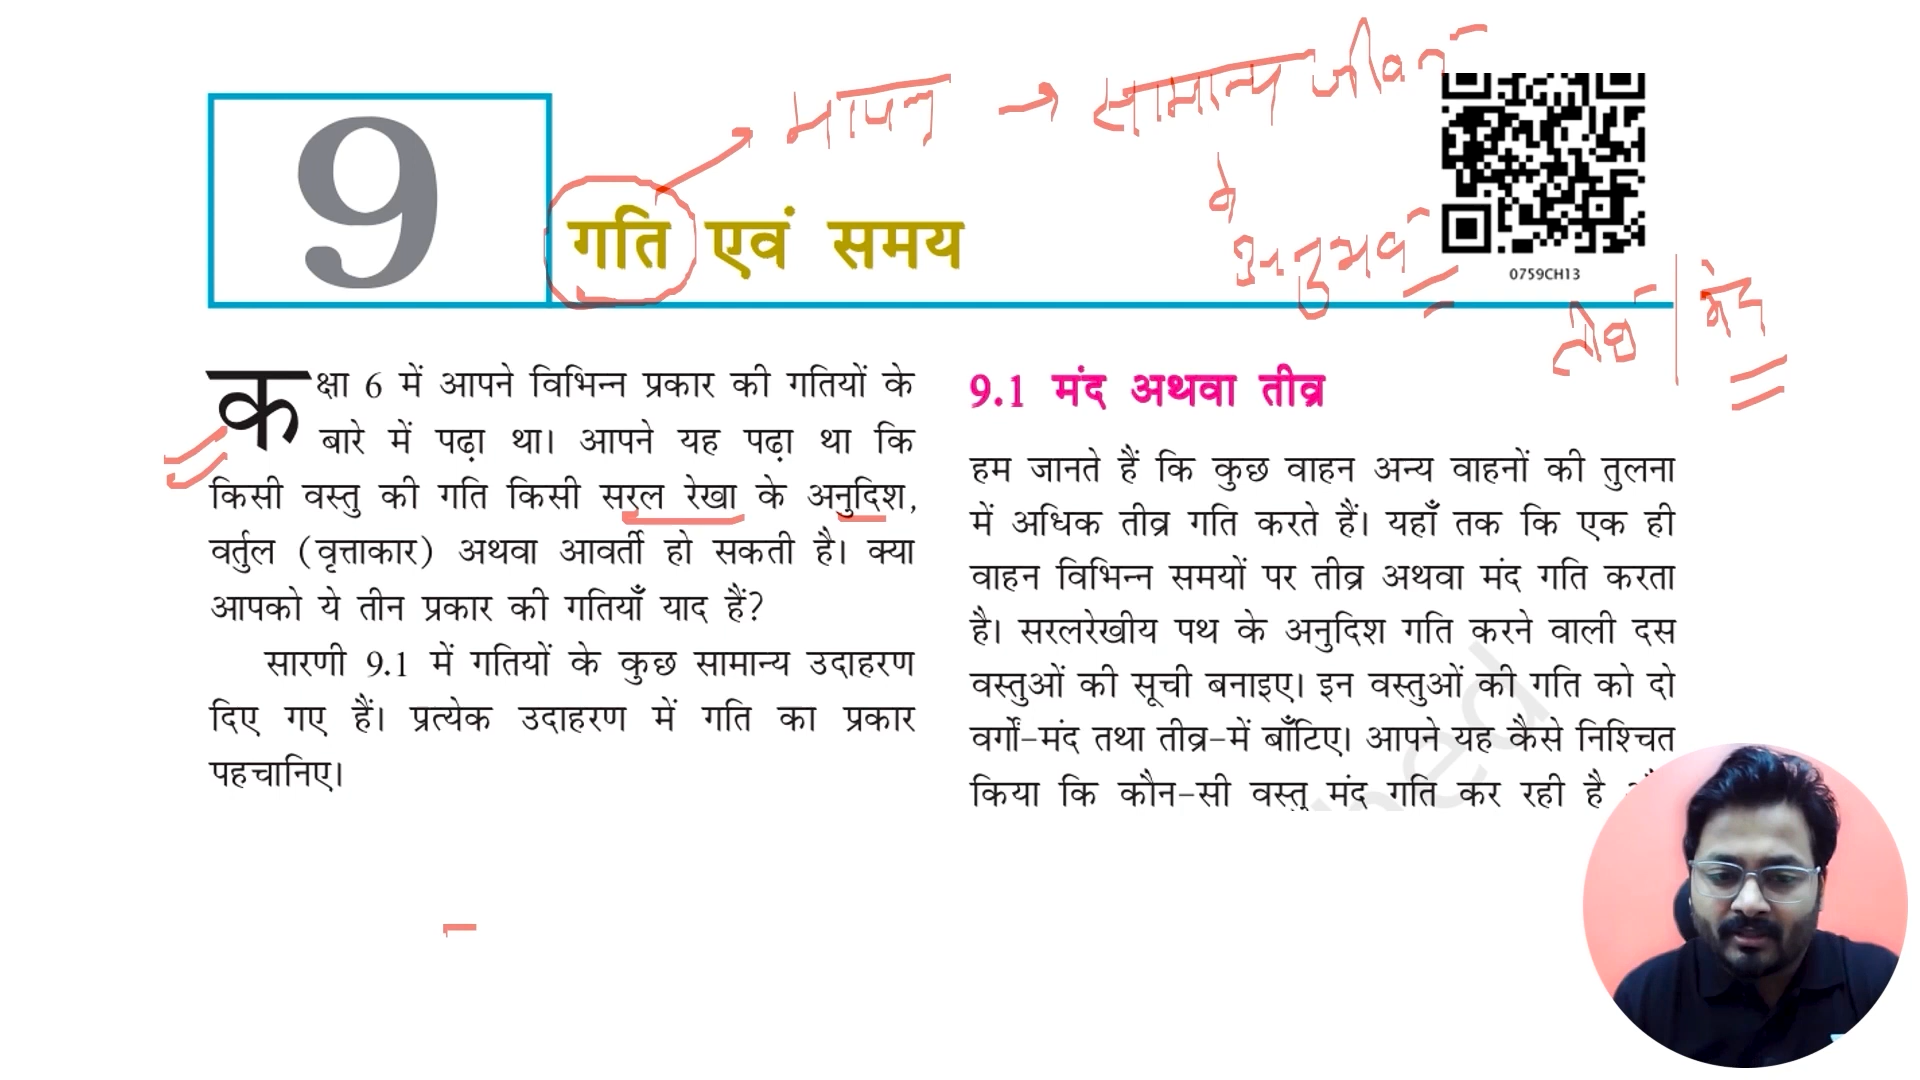 मापन → सामान्य जीवन
के
अनुभव
9
गति एवं समय
0759CH13
तीव्र | मंद
कक्षा 6 में आपने विभिन्न प्रकार की गतियों के
बारे में पढ़ा था। आपने यह पढ़ा था कि
किसी वस्तु की गति किसी सरल रेखा के अनुदिश,
वर्तुल (वृत्ताकार) अथवा आवर्ती हो सकती है। क्या
आपको ये तीन प्रकार की गतियाँ याद हैं?
सारणी 9.1 में गतियों के कुछ सामान्य उदाहरण
दिए गए हैं। प्रत्येक उदाहरण में गति का प्रकार
पहचानिए।
9.1 मंद अथवा तीव्र
हम जानते हैं कि कुछ वाहन अन्य वाहनों की तुलना
में अधिक तीव्र गति करते हैं। यहाँ तक कि एक ही
वाहन विभिन्न समयों पर तीव्र अथवा मंद गति करता
है। सरलरेखीय पथ के अनुदिश गति करने वाली दस
वस्तुओं की सूची बनाइए। इन वस्तुओं की गति को दो
वर्गों-मंद तथा तीव्र-में बाँटिए। आपने यह कैसे निश्चित
किया कि कौन-सी वस्तु मंद गति कर रही है